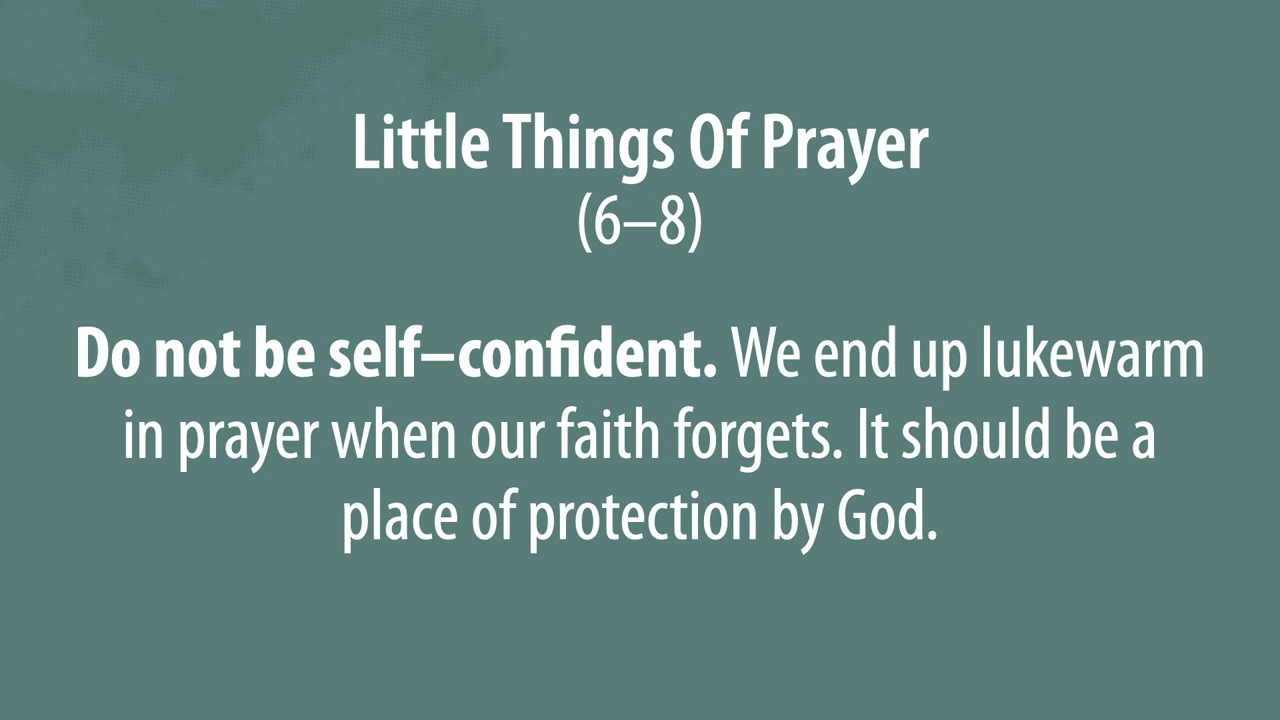 Little Things Of Prayer
(6–8)
Do not be self–confident. We end up lukewarm
in prayer when our faith forgets. It should be a
place of protection by God.